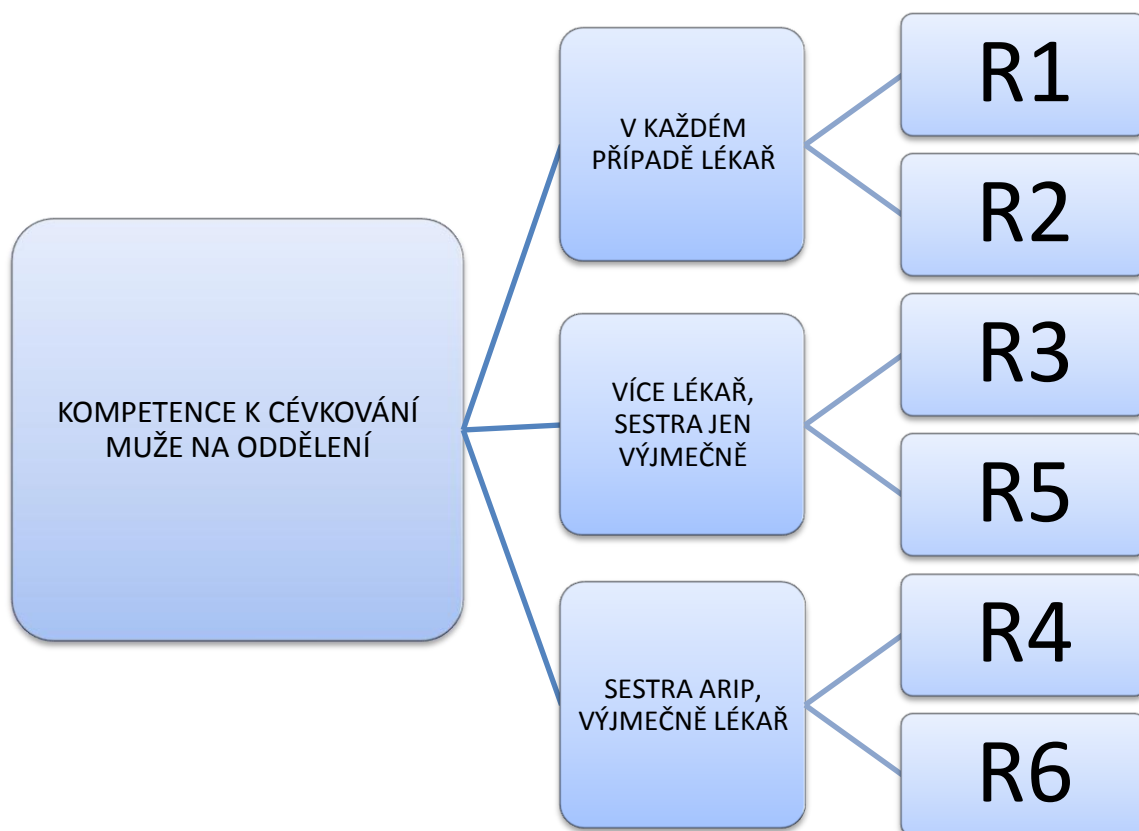 KOMPETENCE K CÉVKOVÁNÍ
MUŽE NA ODDĚLENÍ
V KAŽDÉM
PŘÍPADĚ LÉKAŘ
R1
R2
VÍCE LÉKAŘ,
SESTRA JEN
VÝJMEČNĚ
R3
R5
SESTRA ARIP,
VÝJMEČNĚ LÉKAŘ
R4
R6